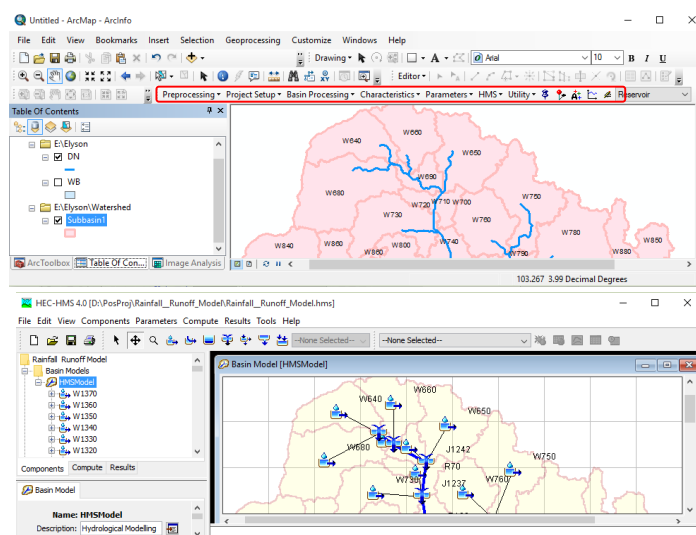 Untitled - ArcMap - ArcInfo
File Edit View Bookmarks Insert Selection Geoprocessing Customize Windows Help
Drawing A Arial 10 B I U
Editor
Preprocessing Project Setup Basin Processing Characteristics Parameters HMS Utility Reservoir
Table Of Contents
E:\Elyson
DN
WB
E:\Elyson\Watershed
Subbasin1
W660
W640
W650
W690
W680
W720 W710 W700
W750
W730
W760
W780
W740
W840 W860 W860 W800
W790
W880
W850
ArcToolbox Table Of Con... Image Analysis
103.267 3.99 Decimal Degrees
HEC-HMS 4.0 [D:\PosProj\Rainfall__Runoff_Model\Rainfall__Runoff_Model.hms]
File Edit View Components Parameters Compute Results Tools Help
--None Selected-- --None Selected--
Rainfall Runoff Model
Basin Models
HMSModel
W1370
W1360
W1350
W1340
W1330
W1320
Components Compute Results
Basin Model
Name: HMSModel
Description: Hydrological Modelling
Basin Model [HMSModel]
W660
W640
W650
W680
J1242
W750
R70
W730
J1237
W760